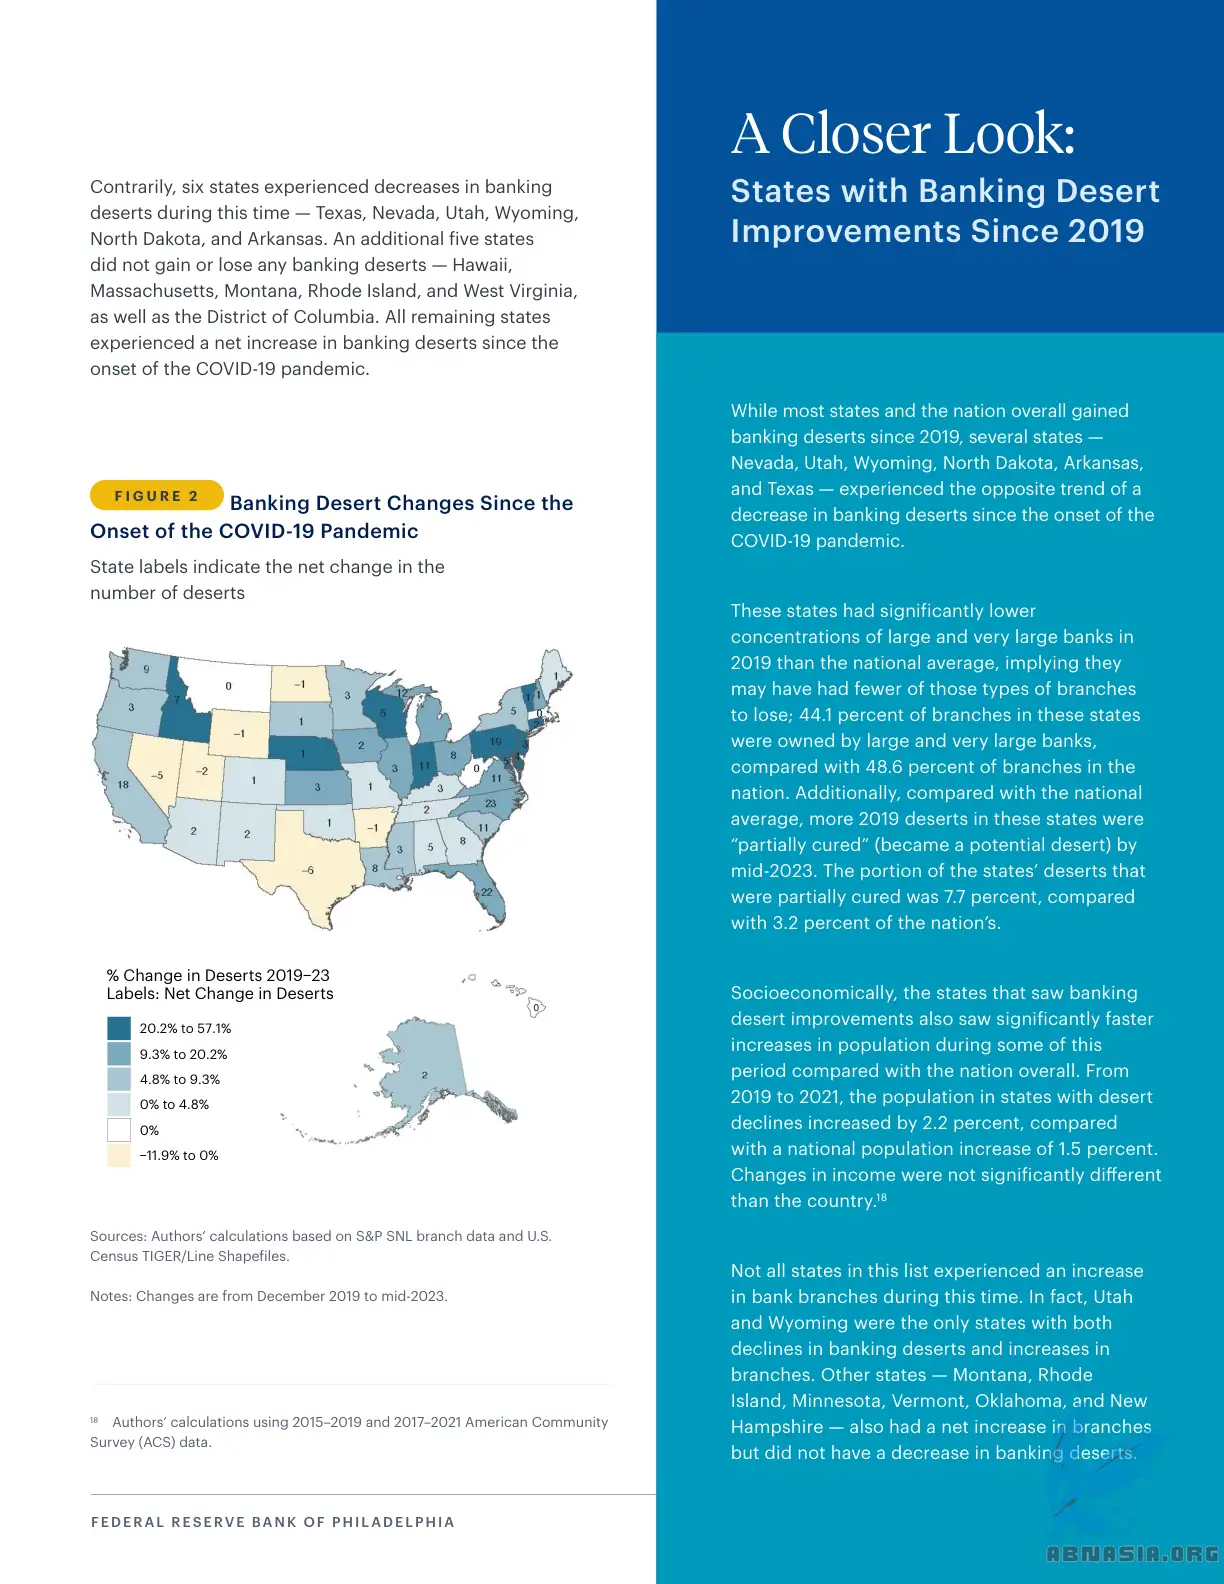 Contrarily, six states experienced decreases in banking
deserts during this time — Texas, Nevada, Utah, Wyoming,
North Dakota, and Arkansas. An additional five states
did not gain or lose any banking deserts — Hawaii,
Massachusetts, Montana, Rhode Island, and West Virginia,
as well as the District of Columbia. All remaining states
experienced a net increase in banking deserts since the
onset of the COVID-19 pandemic.
FIGURE 2 Banking Desert Changes Since the
Onset of the COVID-19 Pandemic
State labels indicate the net change in the
number of deserts
9
0
−1
3
12
1
7
3
1
5
5
1
1
0
2
−1
2
19
3
1
8
11
3
0
11
−5
−2
1
18
3
1
3
23
2
2
2
1
−1
11
8
5
3
−6
8
22
% Change in Deserts 2019−23
Labels: Net Change in Deserts
20.2% to 57.1%
9.3% to 20.2%
4.8% to 9.3%
0% to 4.8%
0%
−11.9% to 0%
0
2
Sources: Authors’ calculations based on S&P SNL branch data and U.S.
Census TIGER/Line Shapefiles.
Notes: Changes are from December 2019 to mid-2023.
18 Authors’ calculations using 2015–2019 and 2017–2021 American Community
Survey (ACS) data.
FEDERAL RESERVE BANK OF PHILADELPHIA
A Closer Look:
States with Banking Desert
Improvements Since 2019
While most states and the nation overall gained
banking deserts since 2019, several states —
Nevada, Utah, Wyoming, North Dakota, Arkansas,
and Texas — experienced the opposite trend of a
decrease in banking deserts since the onset of the
COVID-19 pandemic.
These states had significantly lower
concentrations of large and very large banks in
2019 than the national average, implying they
may have had fewer of those types of branches
to lose; 44.1 percent of branches in these states
were owned by large and very large banks,
compared with 48.6 percent of branches in the
nation. Additionally, compared with the national
average, more 2019 deserts in these states were
“partially cured” (became a potential desert) by
mid-2023. The portion of the states’ deserts that
were partially cured was 7.7 percent, compared
with 3.2 percent of the nation’s.
Socioeconomically, the states that saw banking
desert improvements also saw significantly faster
increases in population during some of this
period compared with the nation overall. From
2019 to 2021, the population in states with desert
declines increased by 2.2 percent, compared
with a national population increase of 1.5 percent.
Changes in income were not significantly different
than the country.18
Not all states in this list experienced an increase
in bank branches during this time. In fact, Utah
and Wyoming were the only states with both
declines in banking deserts and increases in
branches. Other states — Montana, Rhode
Island, Minnesota, Vermont, Oklahoma, and New
Hampshire — also had a net increase in branches
but did not have a decrease in banking deserts.
ABNASIA.ORG